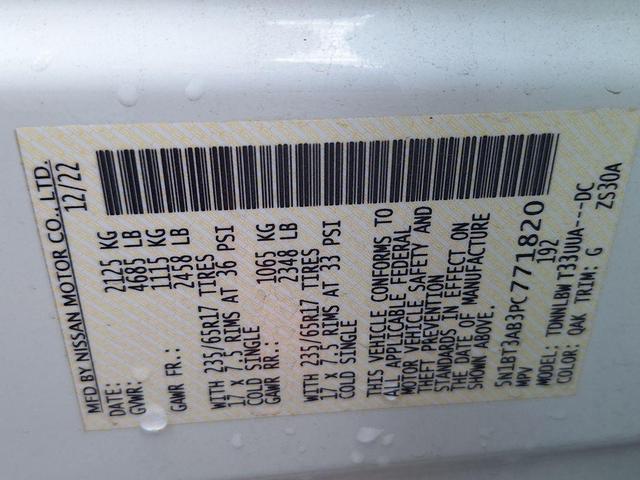 MFD BY NISSAN MOTOR CO., LTD.
DATE: 12/22
GVWR: 2125 KG
4685 LB
GAWR FR.: 1115 KG
2458 LB
WITH 235/65R17 TIRES
17 X 7.5 RIMS AT 36 PSI
COLD SINGLE
GAWR RR.: 1065 KG
2348 LB
WITH 235/65R17 TIRES
17 X 7.5 RIMS AT 33 PSI
COLD SINGLE
THIS VEHICLE CONFORMS TO
ALL APPLICABLE FEDERAL
MOTOR VEHICLE SAFETY AND
THEFT PREVENTION
STANDARDS IN EFFECT ON
THE DATE OF MANUFACTURE
SHOWN ABOVE.
5N1BT3AB3PC771820
MPV 192
MODEL: TDNNLBW T33UUA---DC
COLOR: QAK TRIM: G ZS30A